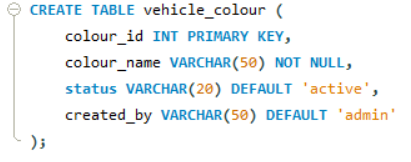 CREATE TABLE vehicle_colour (
    colour_id INT PRIMARY KEY,
    colour_name VARCHAR(50) NOT NULL,
    status VARCHAR(20) DEFAULT 'active',
    created_by VARCHAR(50) DEFAULT 'admin'
);